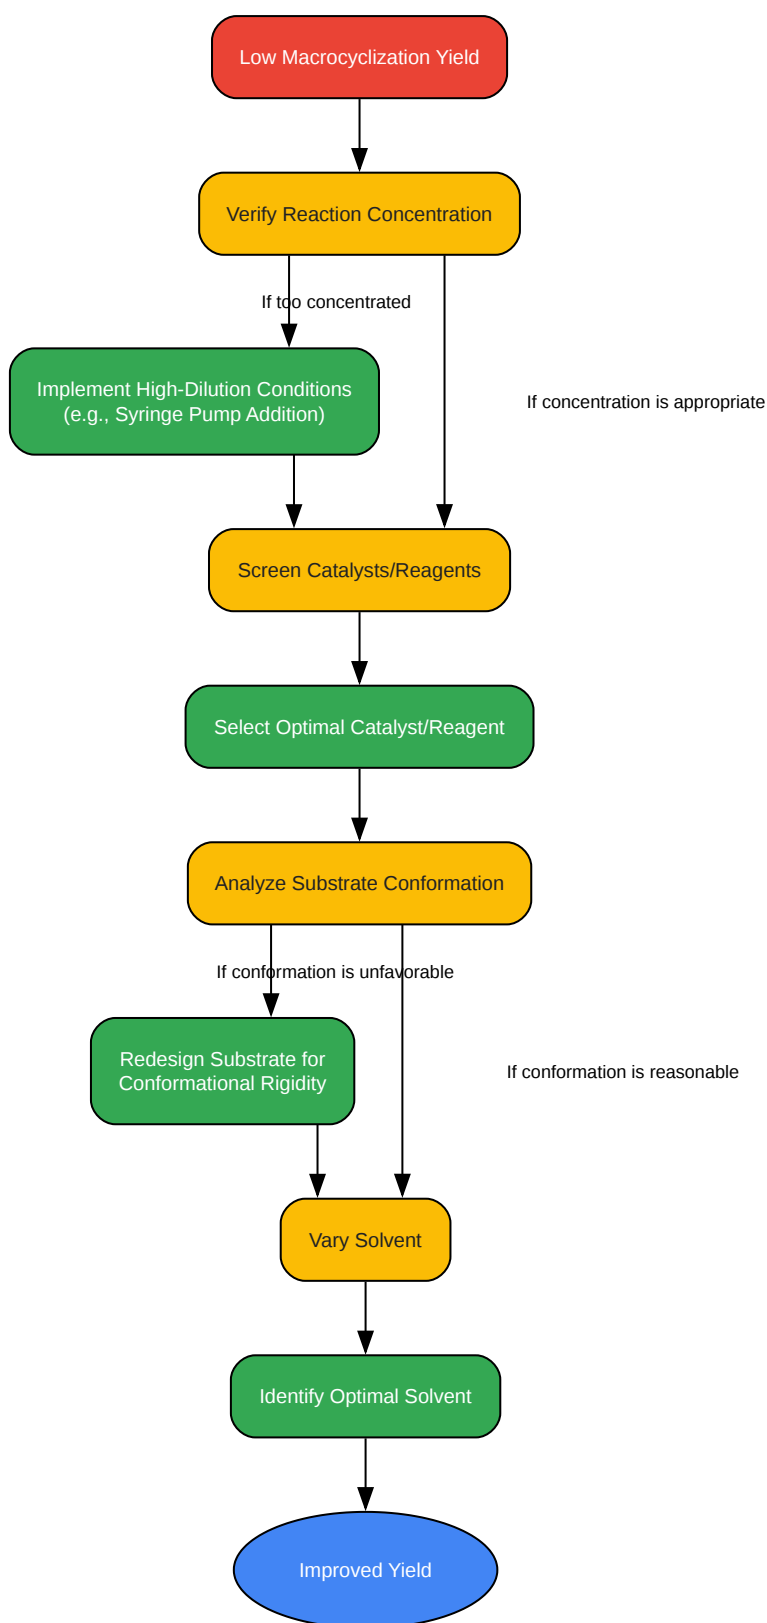 Low Macrocyclization Yield
Verify Reaction Concentration
If too concentrated
Implement High-Dilution Conditions
(e.g., Syringe Pump Addition)
If concentration is appropriate
Screen Catalysts/Reagents
Select Optimal Catalyst/Reagent
Analyze Substrate Conformation
If conformation is unfavorable
Redesign Substrate for
Conformational Rigidity
If conformation is reasonable
Vary Solvent
Identify Optimal Solvent
Improved Yield